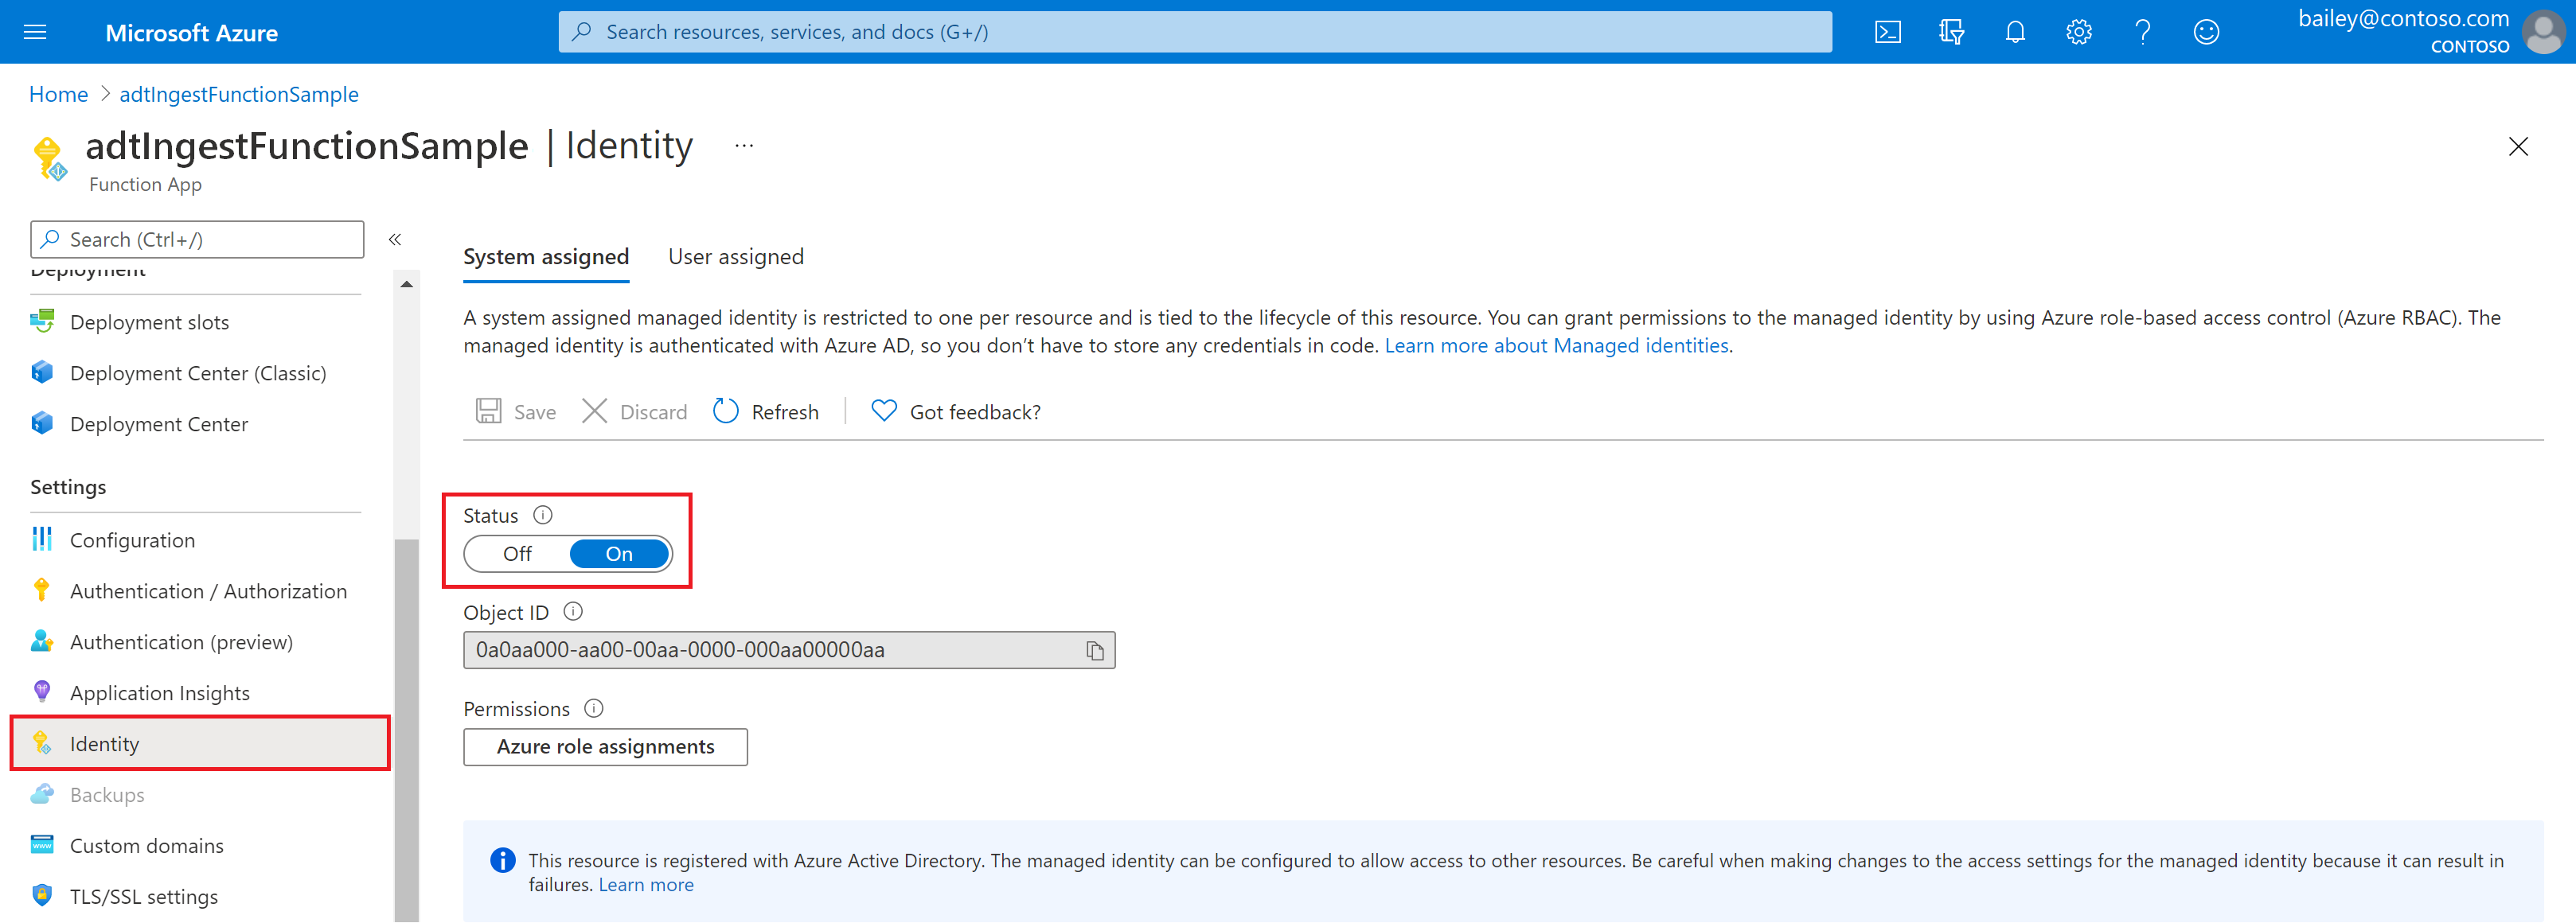 Microsoft Azure
Search resources, services, and docs (G+/)
bailey@contoso.com
CONTOSO
Home > adtIngestFunctionSample
adtIngestFunctionSample | Identity ...
Function App
Search (Ctrl+/)
«
Deployment
Deployment slots
Deployment Center (Classic)
Deployment Center
Settings
Configuration
Authentication / Authorization
Authentication (preview)
Application Insights
Identity
Backups
Custom domains
TLS/SSL settings
System assigned User assigned
A system assigned managed identity is restricted to one per resource and is tied to the lifecycle of this resource. You can grant permissions to the managed identity by using Azure role-based access control (Azure RBAC). The
managed identity is authenticated with Azure AD, so you don’t have to store any credentials in code. Learn more about Managed identities.
Save Discard Refresh Got feedback?
Status
Off On
Object ID
0a0aa000-aa00-00aa-0000-000aa00000aa
Permissions
Azure role assignments
This resource is registered with Azure Active Directory. The managed identity can be configured to allow access to other resources. Be careful when making changes to the access settings for the managed identity because it can result in
failures. Learn more